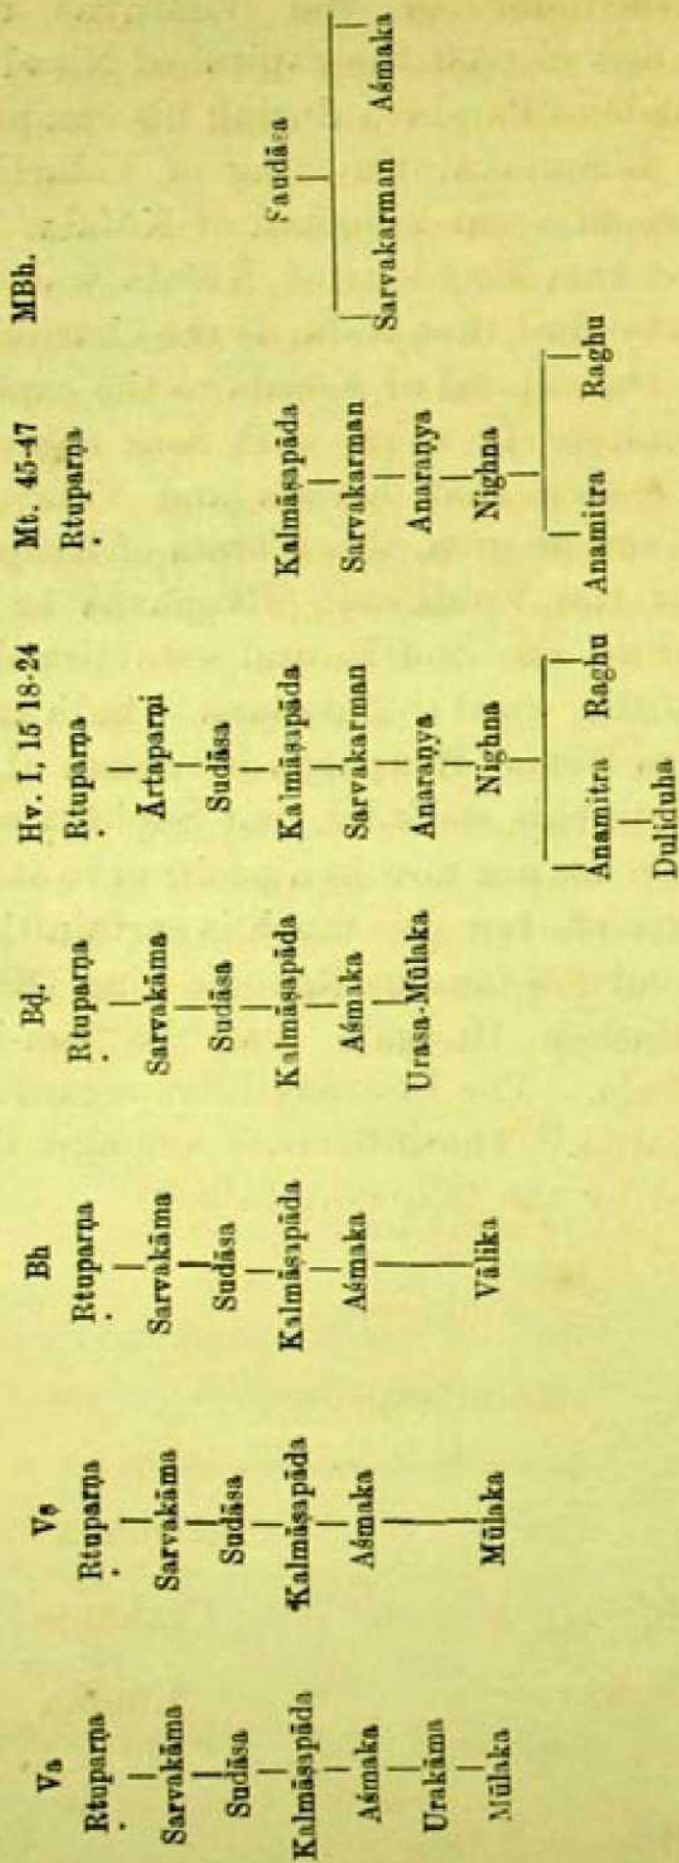 Va Vṣ Bh Bḍ. Hv. I, 15 18-24 Mt. 45-47 MBh.
Ṛtuparṇa Ṛtuparṇa Ṛtuparṇa Ṛtuparṇa Ṛtuparṇa Ṛtuparṇa
Sarvakāma Sarvakāma Sarvakāma Sarvakāma Ārtaparṇi
Sudāsa Sudāsa Sudāsa Sudāsa Sudāsa
Kalmāṣapāda Kalmāṣapāda Kalmāṣapāda Kalmāṣapāda Kalmāṣapāda Kalmāṣapāda Saudāsa
Aśmaka Aśmaka Aśmaka Aśmaka Sarvakarman Sarvakarman Sarvakarman Aśmaka
Urakāma Urasa-Mūlaka Anaraṇya Anaraṇya
Mūlaka Mūlaka Vālika Nighna Nighna
Anamitra Raghu Anamitra Raghu
Duliduha